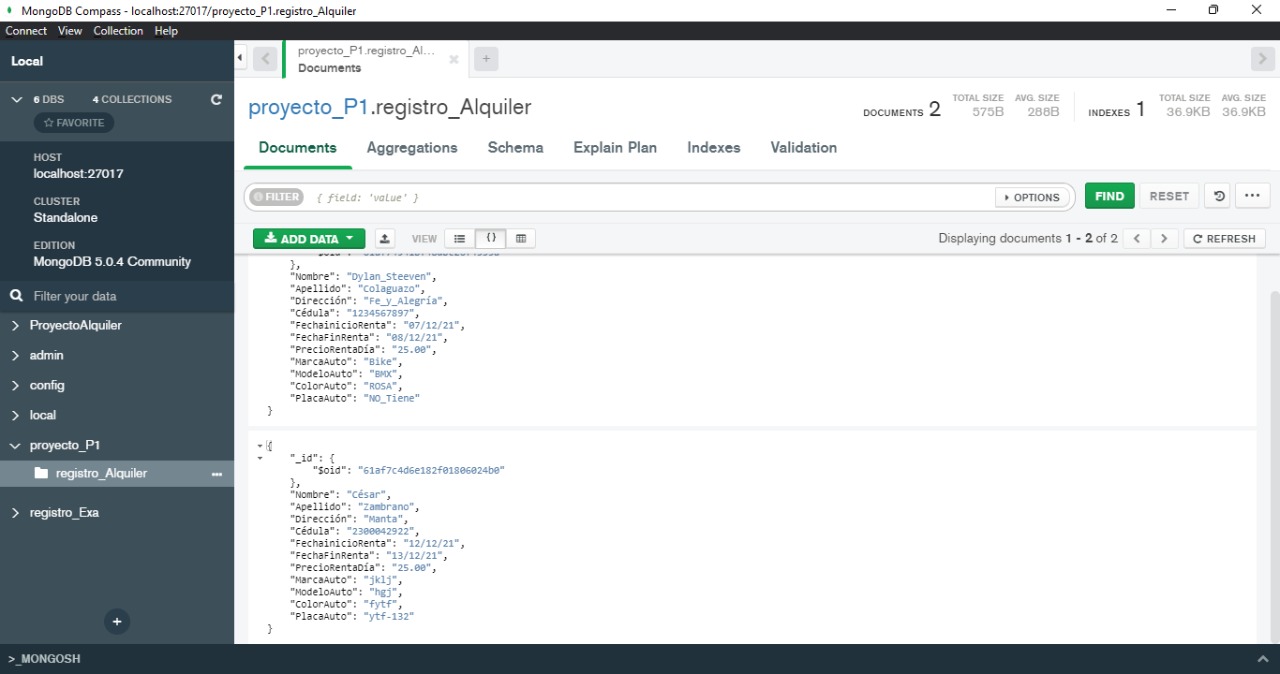 MongoDB Compass - localhost:27017/proyecto_P1.registro_Alquiler
Connect View Collection Help
Local
6 DBS 4 COLLECTIONS
FAVORITE
HOST
localhost:27017
CLUSTER
Standalone
EDITION
MongoDB 5.0.4 Community
Filter your data
ProyectoAlquiler
admin
config
local
proyecto_P1
registro_Alquiler
registro_Exa
proyecto_P1.registro_Al...
Documents
proyecto_P1.registro_Alquiler
DOCUMENTS 2
TOTAL SIZE 575B
AVG. SIZE 288B
INDEXES 1
TOTAL SIZE 36.9KB
AVG. SIZE 36.9KB
Documents Aggregations Schema Explain Plan Indexes Validation
FILTER { field: 'value' } OPTIONS FIND RESET
ADD DATA VIEW { } Displaying documents 1 - 2 of 2 REFRESH
},
"Nombre": "Dylan_Steeven",
"Apellido": "Colaguazo",
"Dirección": "Fe_y_Alegría",
"Cédula": "1234567897",
"FechainicioRenta": "07/12/21",
"FechaFinRenta": "08/12/21",
"PrecioRentaDía": "25.00",
"MarcaAuto": "Bike",
"ModeloAuto": "BMX",
"ColorAuto": "ROSA",
"PlacaAuto": "NO_Tiene"
}
{
"_id": {
"$oid": "61af7c4d6e182f01806024b0"
},
"Nombre": "César",
"Apellido": "Zambrano",
"Dirección": "Manta",
"Cédula": "2300042922",
"FechainicioRenta": "12/12/21",
"FechaFinRenta": "13/12/21",
"PrecioRentaDía": "25.00",
"MarcaAuto": "jklj",
"ModeloAuto": "hgj",
"ColorAuto": "fytf",
"PlacaAuto": "ytf-132"
}
>_MONGOSH